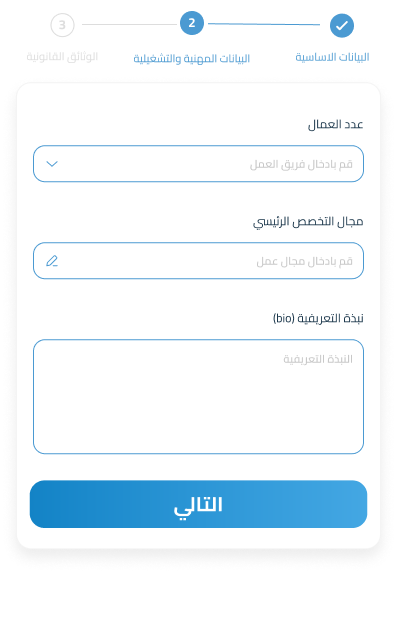 2
3
البيانات الاساسية
البيانات المهنية والتشغيلية
الوثائق القانونية
عدد العمال
قم بادخال فريق العمل
مجال التخصص الرئيسي
قم بادخال مجال عمل
نبذة التعريفية (bio)
النبذة التعريفية
التالي